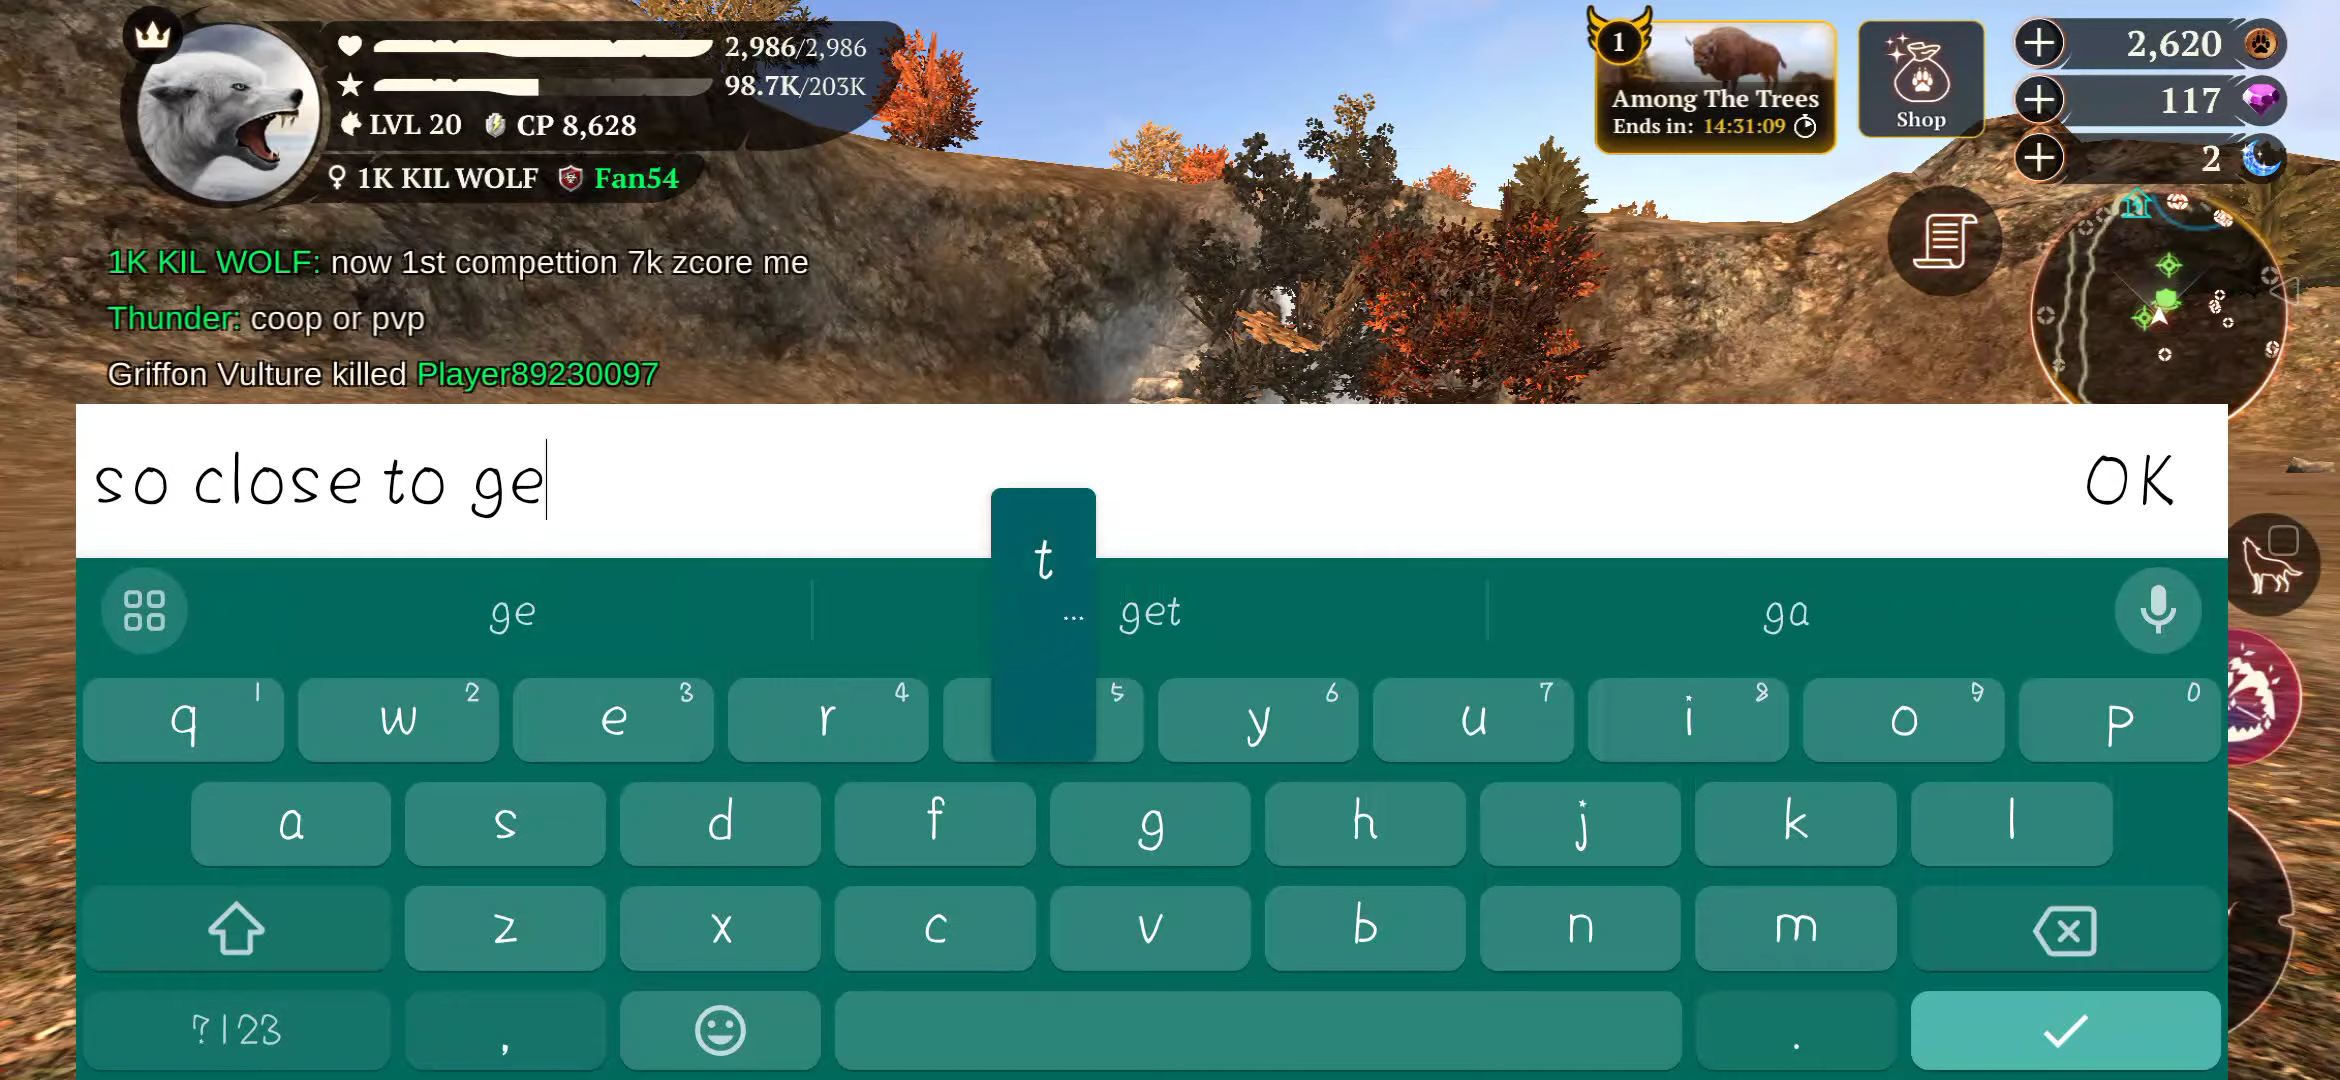 2,986/2,986
98.7K/203K
LVL 20 CP 8,628
1K KIL WOLF Fan54
1
Among The Trees
Ends in: 14:31:09
Shop
2,620
117
2
1K KIL WOLF: now 1st compettion 7k zcore me
Thunder: coop or pvp
Griffon Vulture killed Player89230097
so close to ge
OK
t
ge ... get ga
1 2 3 4 5 6 7 8 9 0
q w e r y u i o p
a s d f g h j k l
z x c v b n m
?123 , .